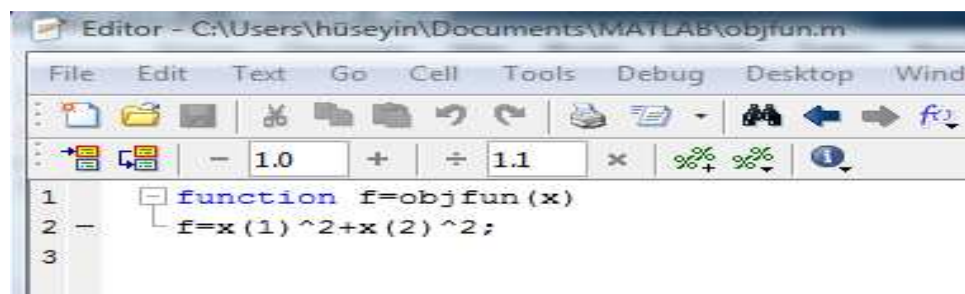 Editor - C:\Users\hüseyin\Documents\MATLAB\objfun.m
File Edit Text Go Cell Tools Debug Desktop Wind
- 1.0 + ÷ 1.1 ×
1 function f=objfun(x)
2 - f=x(1)^2+x(2)^2;
3